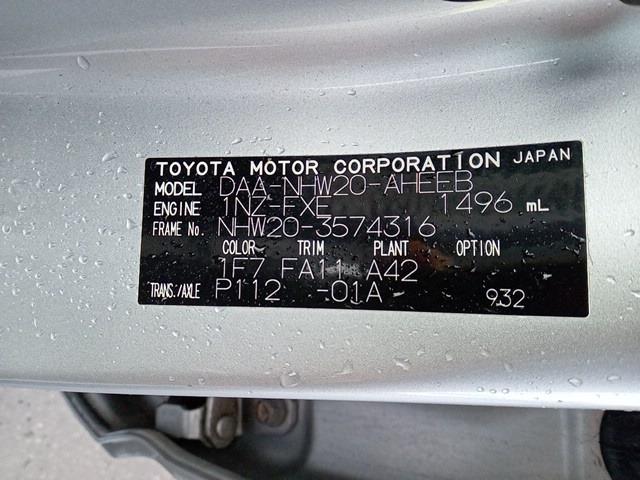 TOYOTA MOTOR CORPORATION JAPAN
MODEL DAA-NHW20-AHEEB
ENGINE 1NZ-FXE 1496 mL
FRAME No. NHW20-3574316
COLOR TRIM PLANT OPTION
1F7 FA11 A42
TRANS./AXLE P112 -01A 932